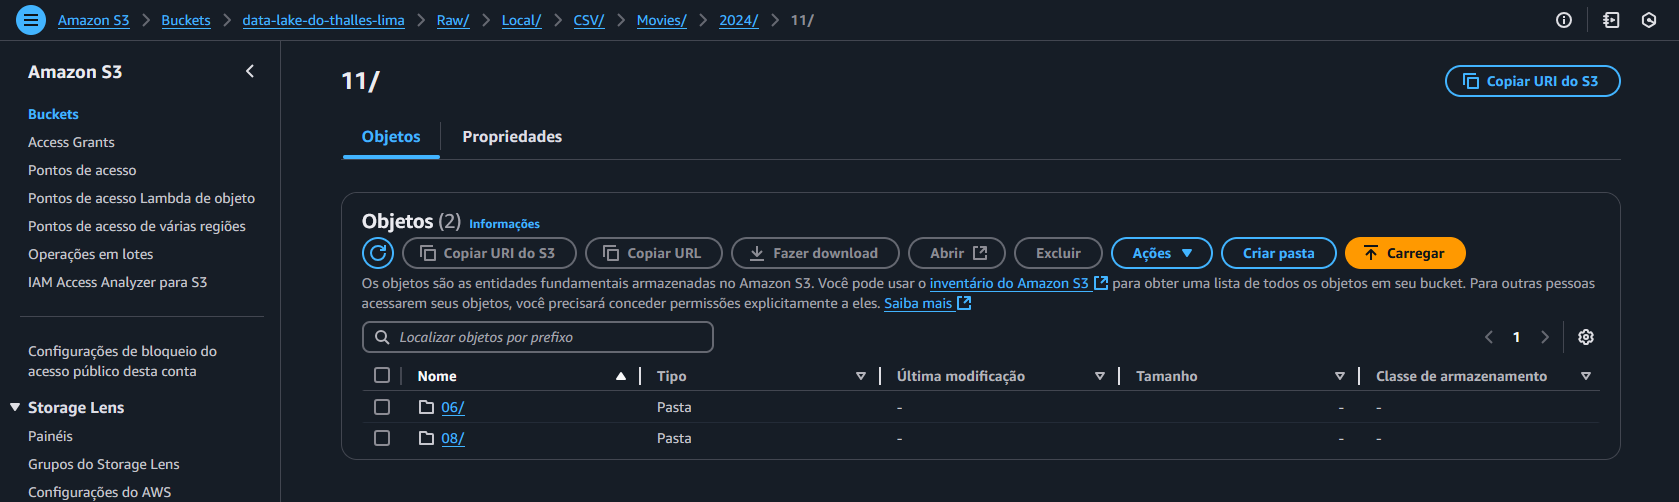 Amazon S3 > Buckets > data-lake-do-thalles-lima > Raw/ > Local/ > CSV/ > Movies/ > 2024/ > 11/
Amazon S3
Buckets
Access Grants
Pontos de acesso
Pontos de acesso Lambda de objeto
Pontos de acesso de várias regiões
Operações em lotes
IAM Access Analyzer para S3
Configurações de bloqueio do
acesso público desta conta
Storage Lens
Painéis
Grupos do Storage Lens
Configurações do AWS
11/
Copiar URI do S3
Objetos Propriedades
Objetos (2) Informações
Copiar URI do S3 Copiar URL Fazer download Abrir Excluir Ações Criar pasta Carregar
Os objetos são as entidades fundamentais armazenadas no Amazon S3. Você pode usar o inventário do Amazon S3 para obter uma lista de todos os objetos em seu bucket. Para outras pessoas
acessarem seus objetos, você precisará conceder permissões explicitamente a eles. Saiba mais
Localizar objetos por prefixo
1
Nome Tipo Última modificação Tamanho Classe de armazenamento
06/ Pasta - - -
08/ Pasta - - -